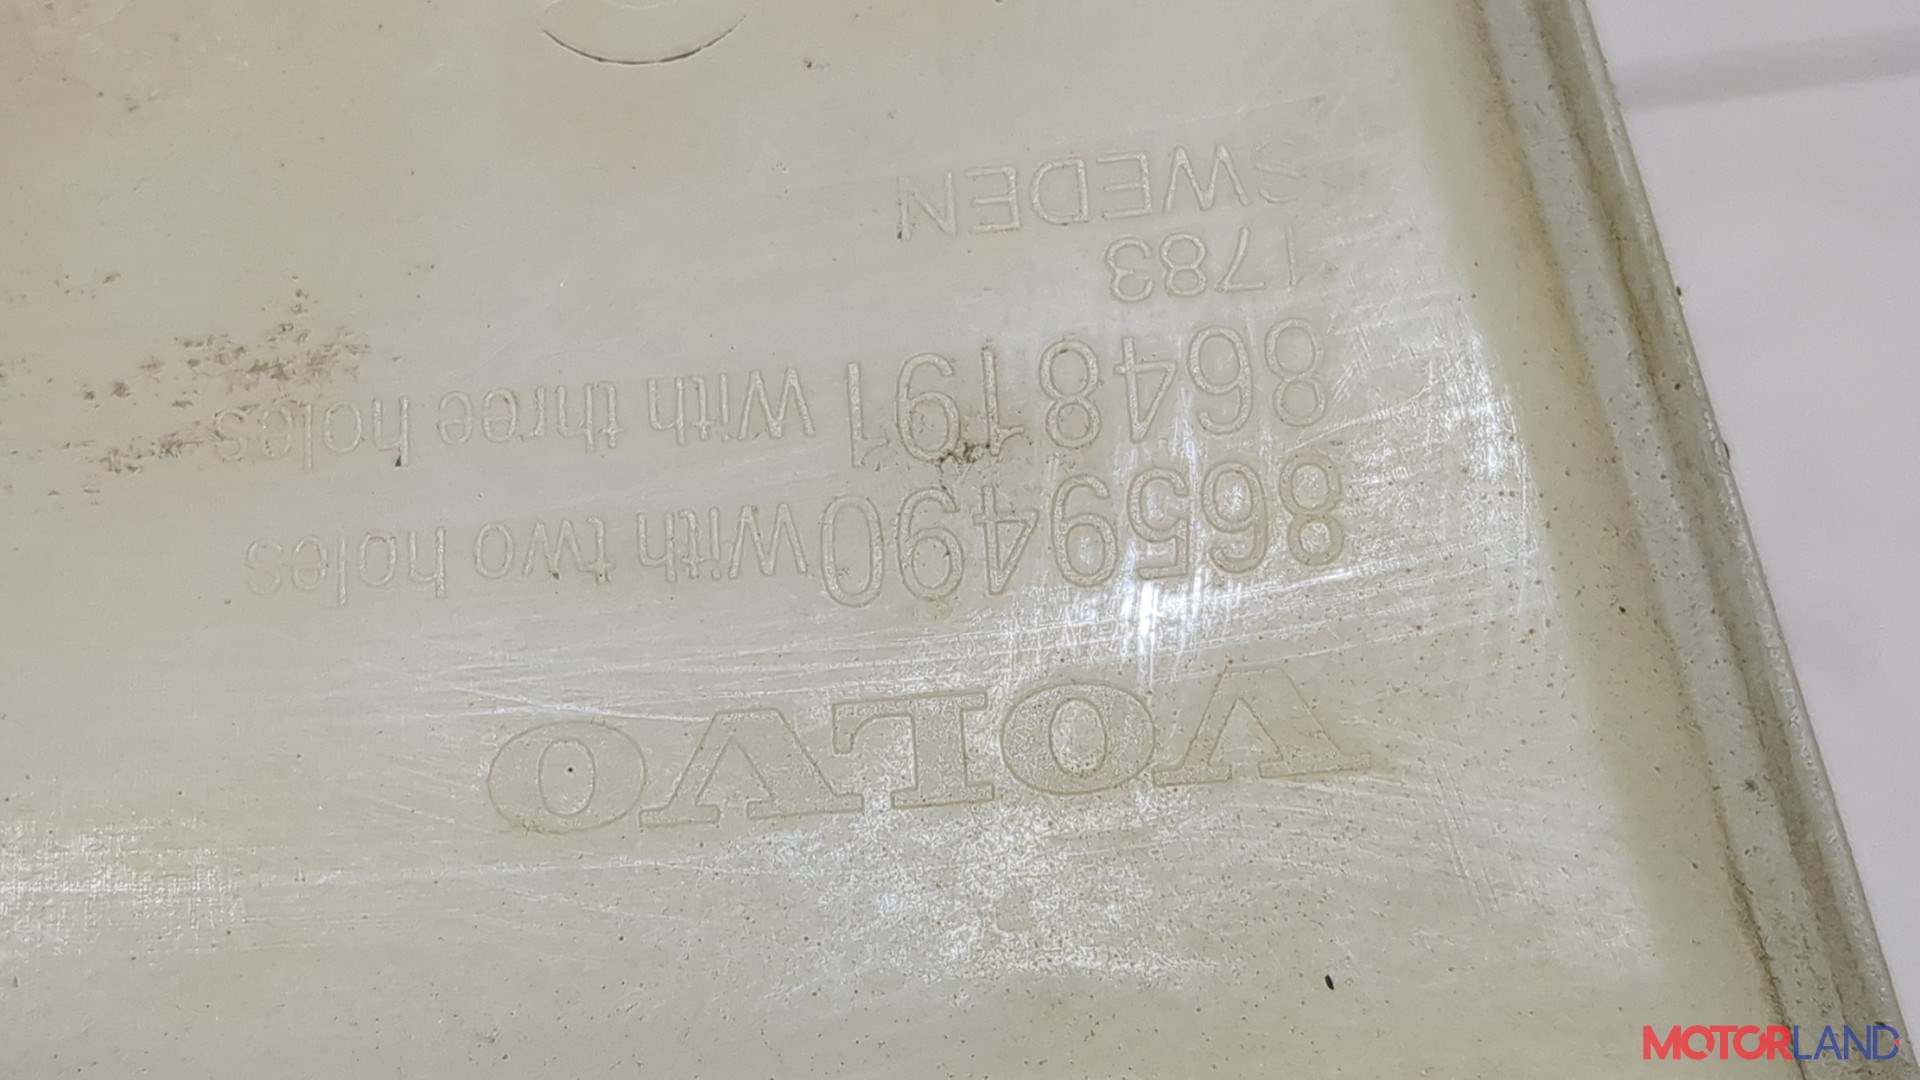 VOLVO
8659490 with two holes
8648191 with three holes
1783
SWEDEN
MOTORLAND